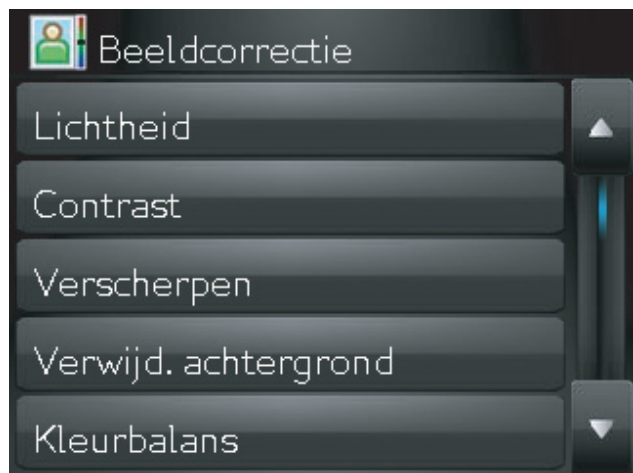 Beeldcorrectie
Lichtheid
Contrast
Verscherpen
Verwijd. achtergrond
Kleurbalans